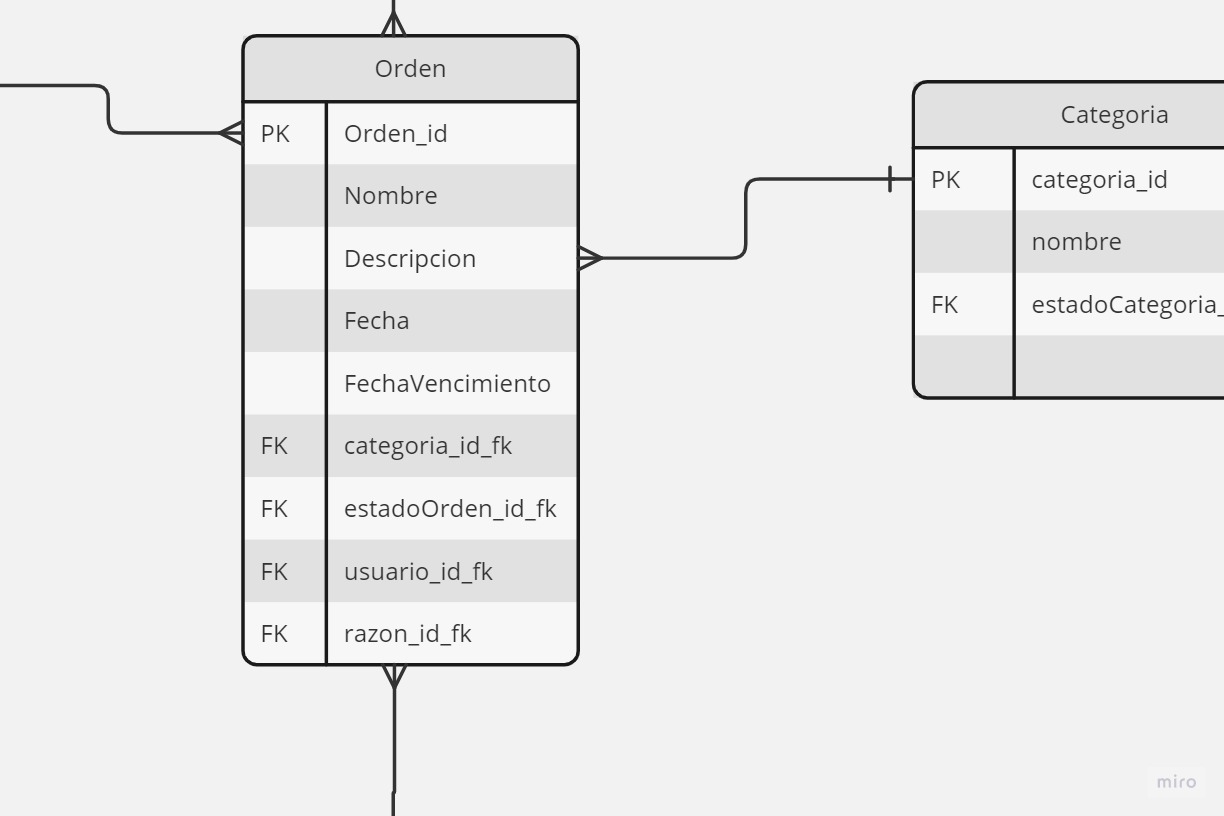 Orden
PK Orden_id
Nombre
Descripcion
Fecha
FechaVencimiento
FK categoria_id_fk
FK estadoOrden_id_fk
FK usuario_id_fk
FK razon_id_fk
Categoria
PK categoria_id
nombre
FK estadoCategoria_
miro